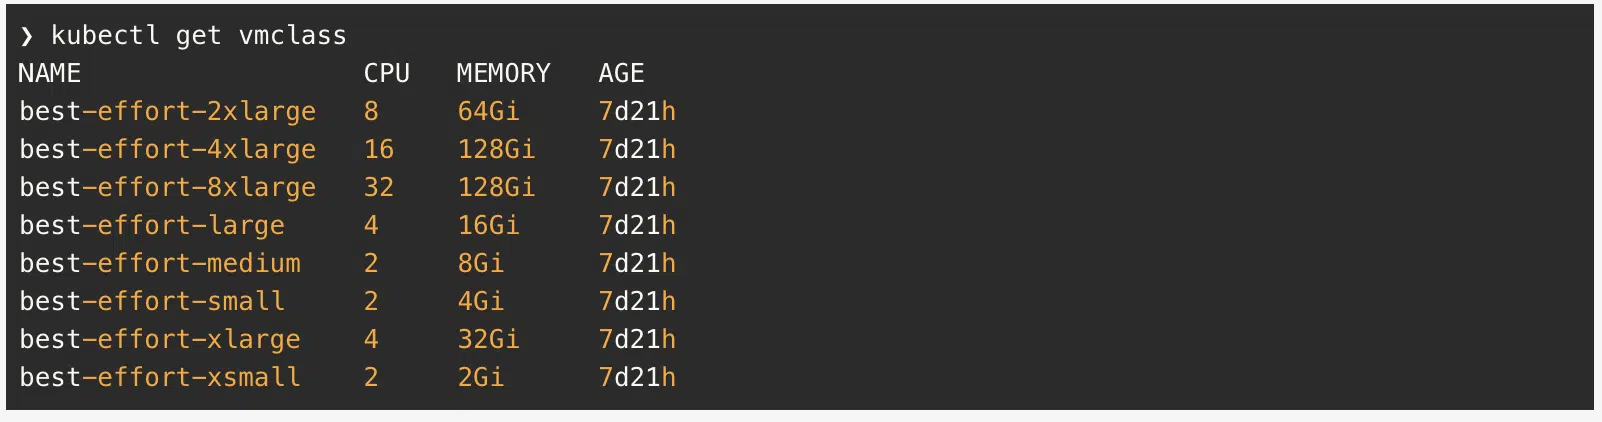 ❯ kubectl get vmclass
NAME                  CPU   MEMORY   AGE
best-effort-2xlarge   8     64Gi     7d21h
best-effort-4xlarge   16    128Gi    7d21h
best-effort-8xlarge   32    128Gi    7d21h
best-effort-large     4     16Gi     7d21h
best-effort-medium    2     8Gi      7d21h
best-effort-small     2     4Gi      7d21h
best-effort-xlarge    4     32Gi     7d21h
best-effort-xsmall    2     2Gi      7d21h